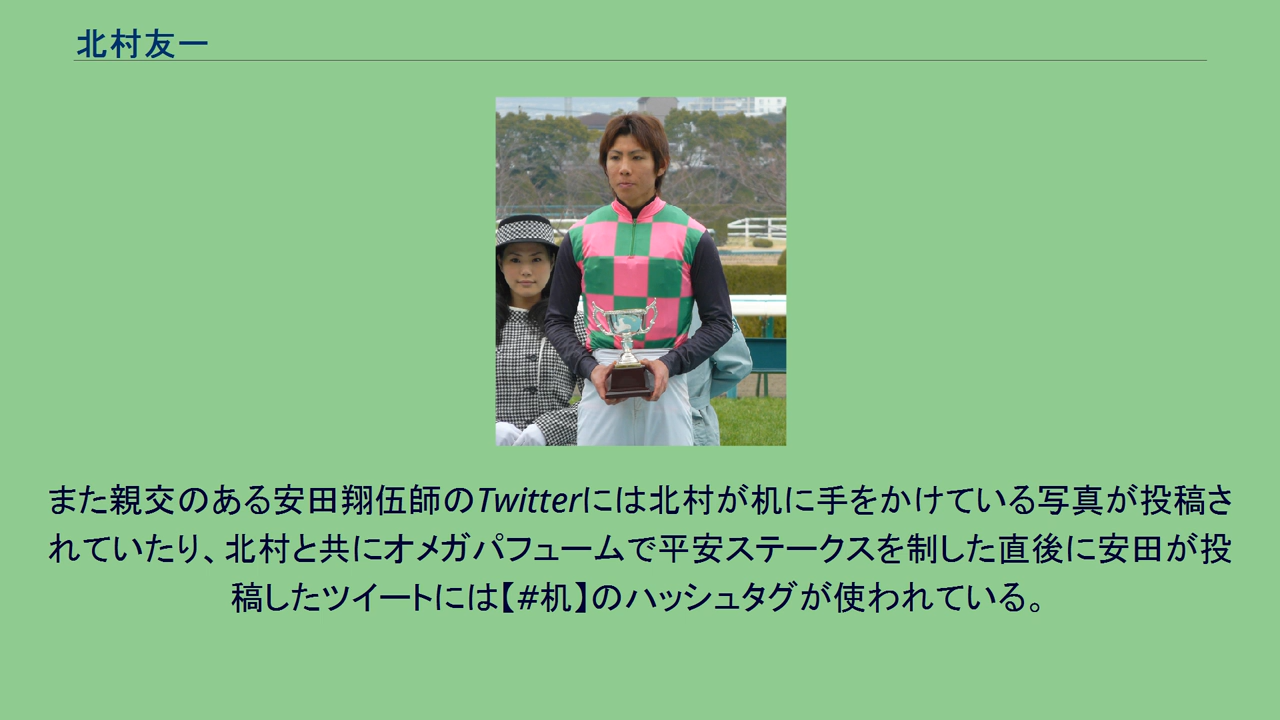 北村友一
また親交のある安田翔伍師のTwitterには北村が机に手をかけている写真が投稿さ
れていたり、北村と共にオメガパフュームで平安ステークスを制した直後に安田が投
稿したツイートには【#机】のハッシュタグが使われている。